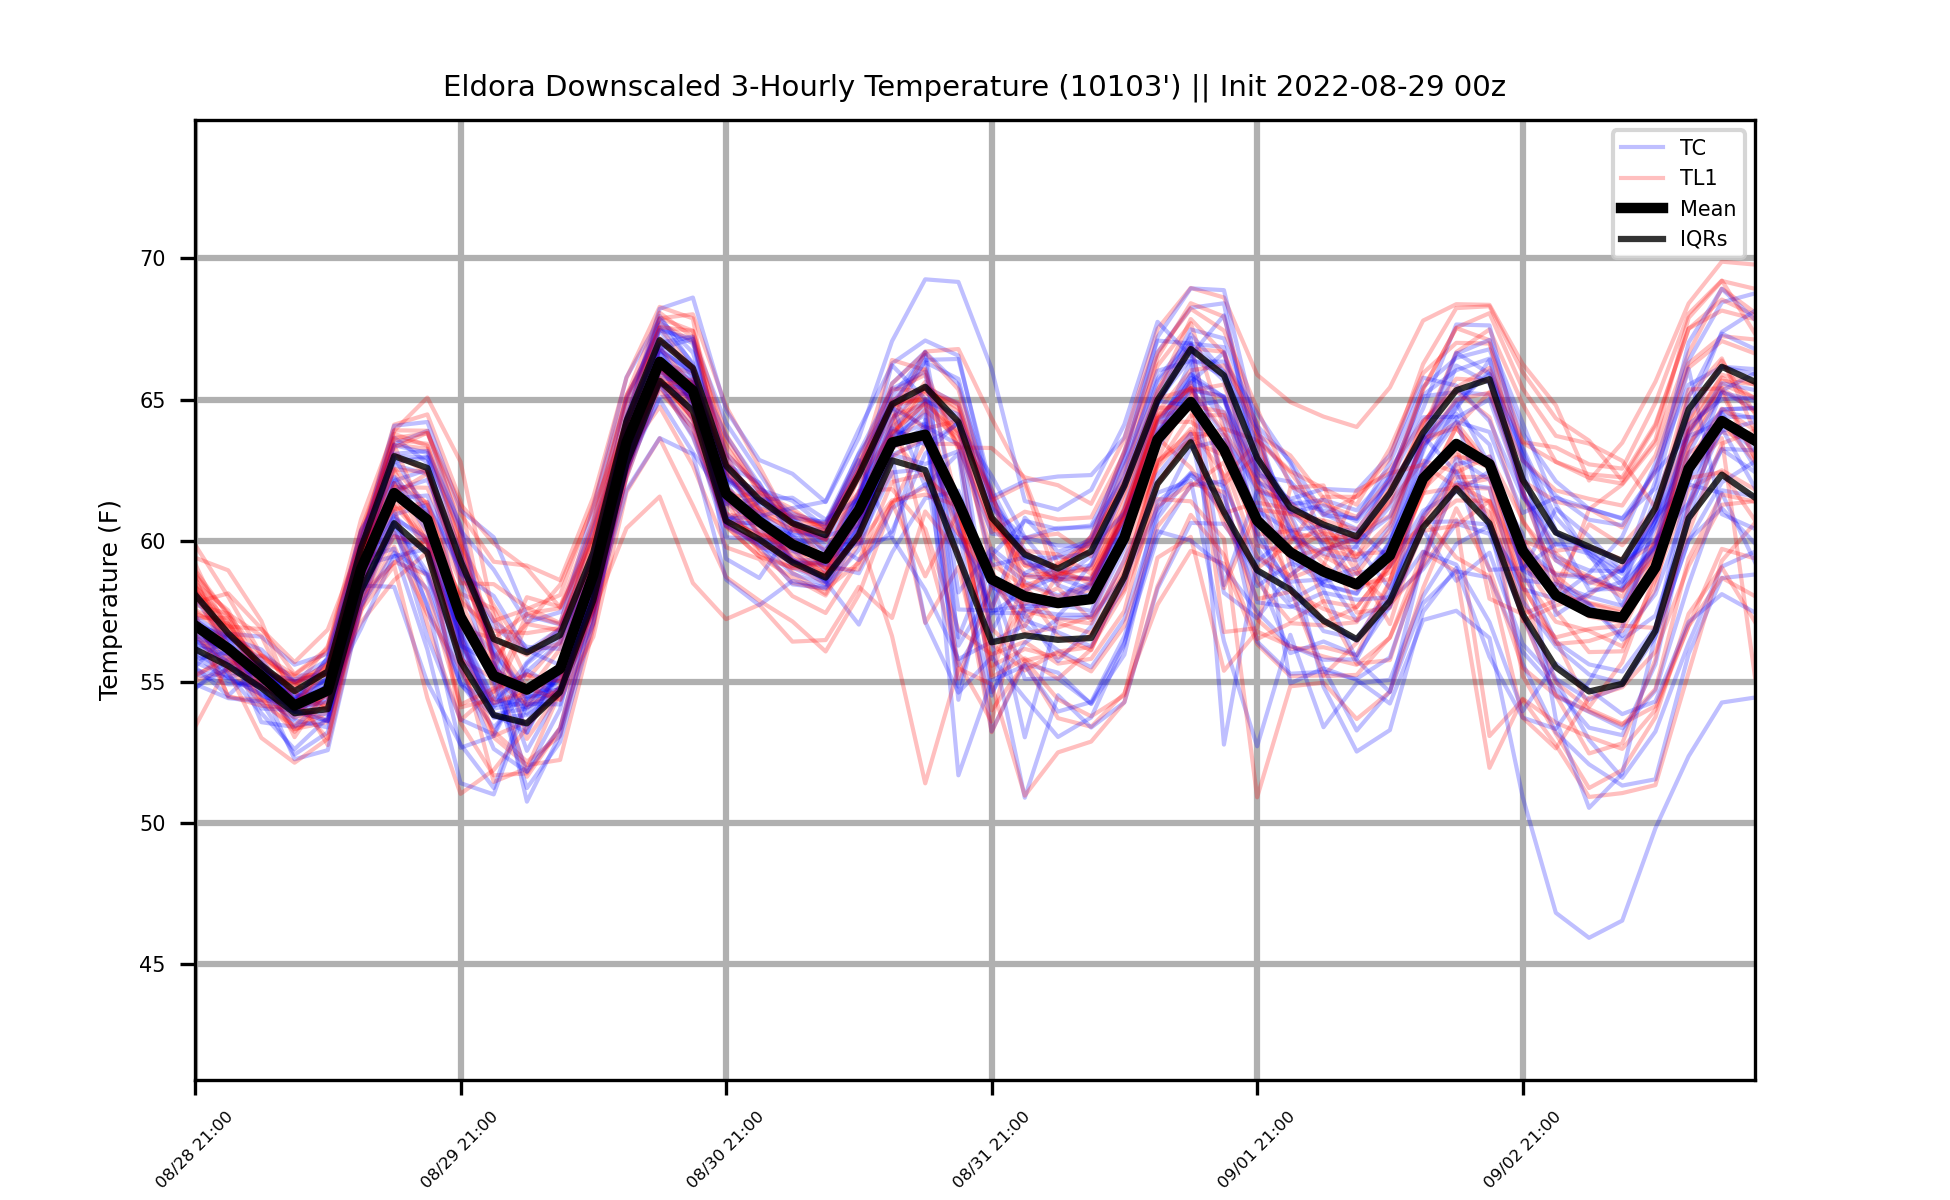 Eldora Downscaled 3-Hourly Temperature (10103') || Init 2022-08-29 00z
TC
TL1
Mean
IQRs
Temperature (F)
70
65
60
55
50
45
08/28 21:00
08/29 21:00
08/30 21:00
08/31 21:00
09/01 21:00
09/02 21:00